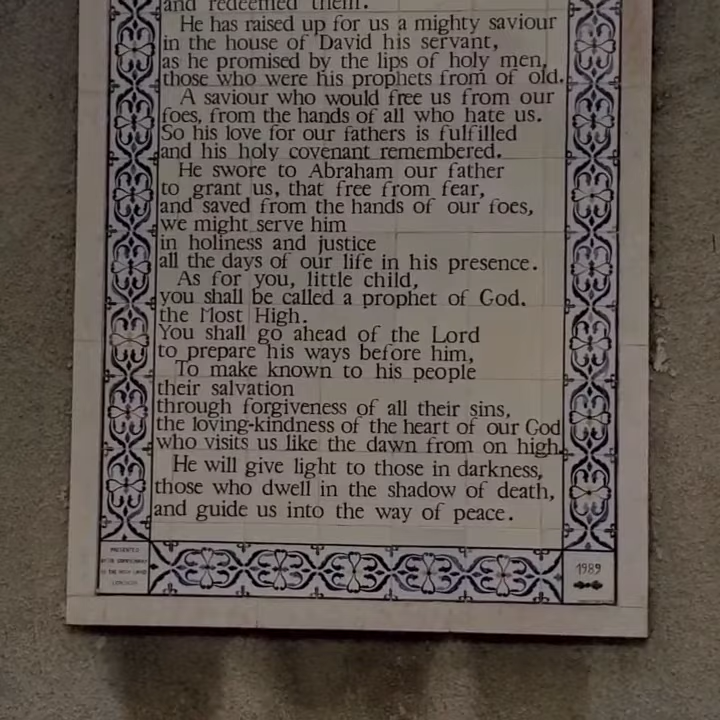 and redeemed them.
He has raised up for us a mighty saviour
in the house of David his servant,
as he promised by the lips of holy men,
those who were his prophets from of old.
A saviour who would free us from our
foes, from the hands of all who hate us.
So his love for our fathers is fulfilled
and his holy covenant remembered.
He swore to Abraham our father
to grant us, that free from fear,
and saved from the hands of our foes,
we might serve him
in holiness and justice
all the days of our life in his presence.
As for you, little child,
you shall be called a prophet of God.
the Most High.
You shall go ahead of the Lord
to prepare his ways before him,
To make known to his people
their salvation
through forgiveness of all their sins,
the loving-kindness of the heart of our God
who visits us like the dawn from on high.
He will give light to those in darkness,
those who dwell in the shadow of death,
and guide us into the way of peace.
PRESENTED
1989